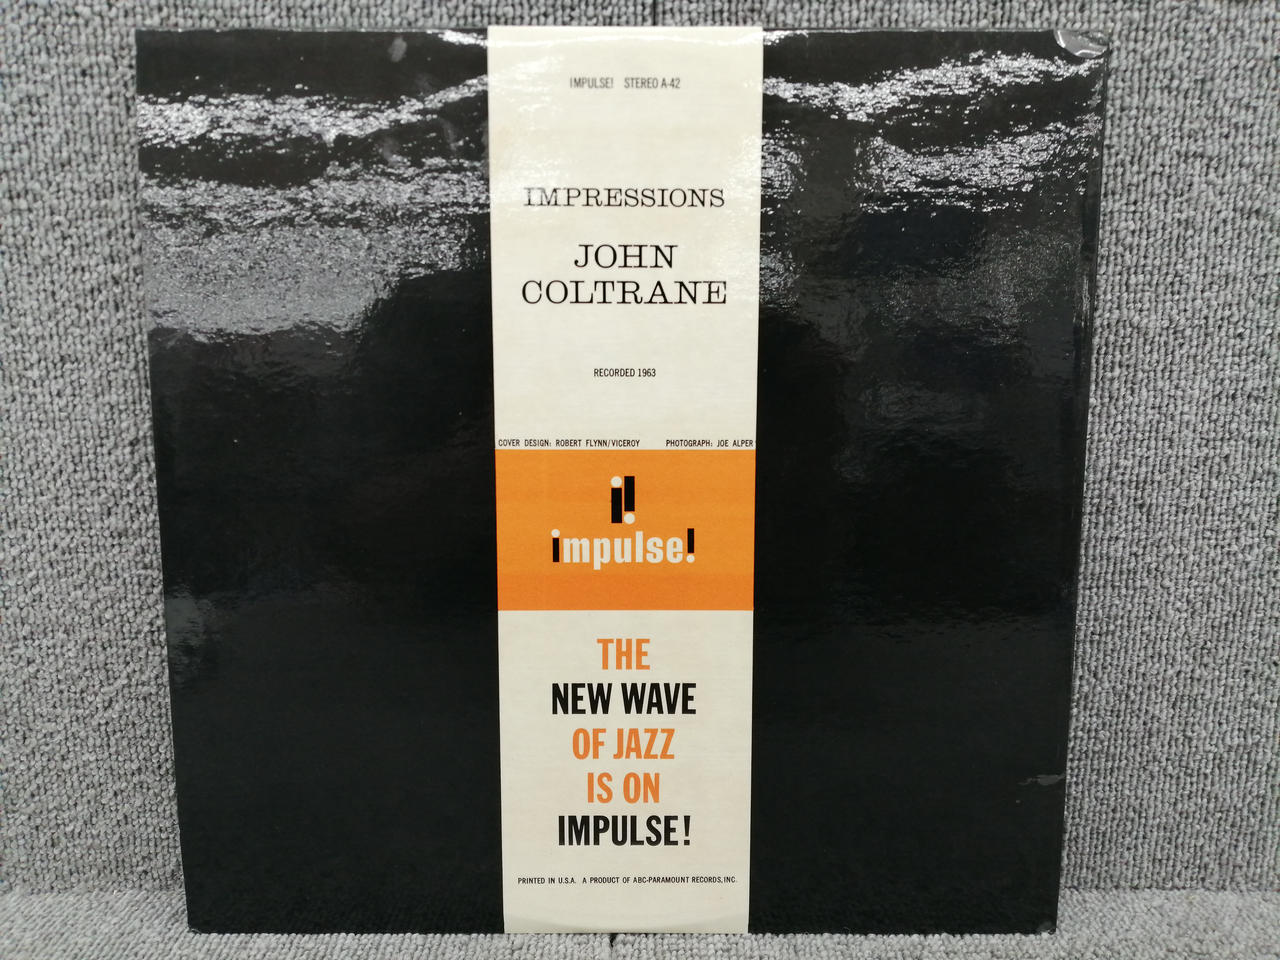 IMPULSE! STEREO A-42
IMPRESSIONS
JOHN
COLTRANE
RECORDED 1963
COVER DESIGN: ROBERT FLYNN/VICEROY PHOTOGRAPH: JOE ALPER
i!
impulse!
THE
NEW WAVE
OF JAZZ
IS ON
IMPULSE!
PRINTED IN U.S.A. A PRODUCT OF ABC-PARAMOUNT RECORDS, INC.